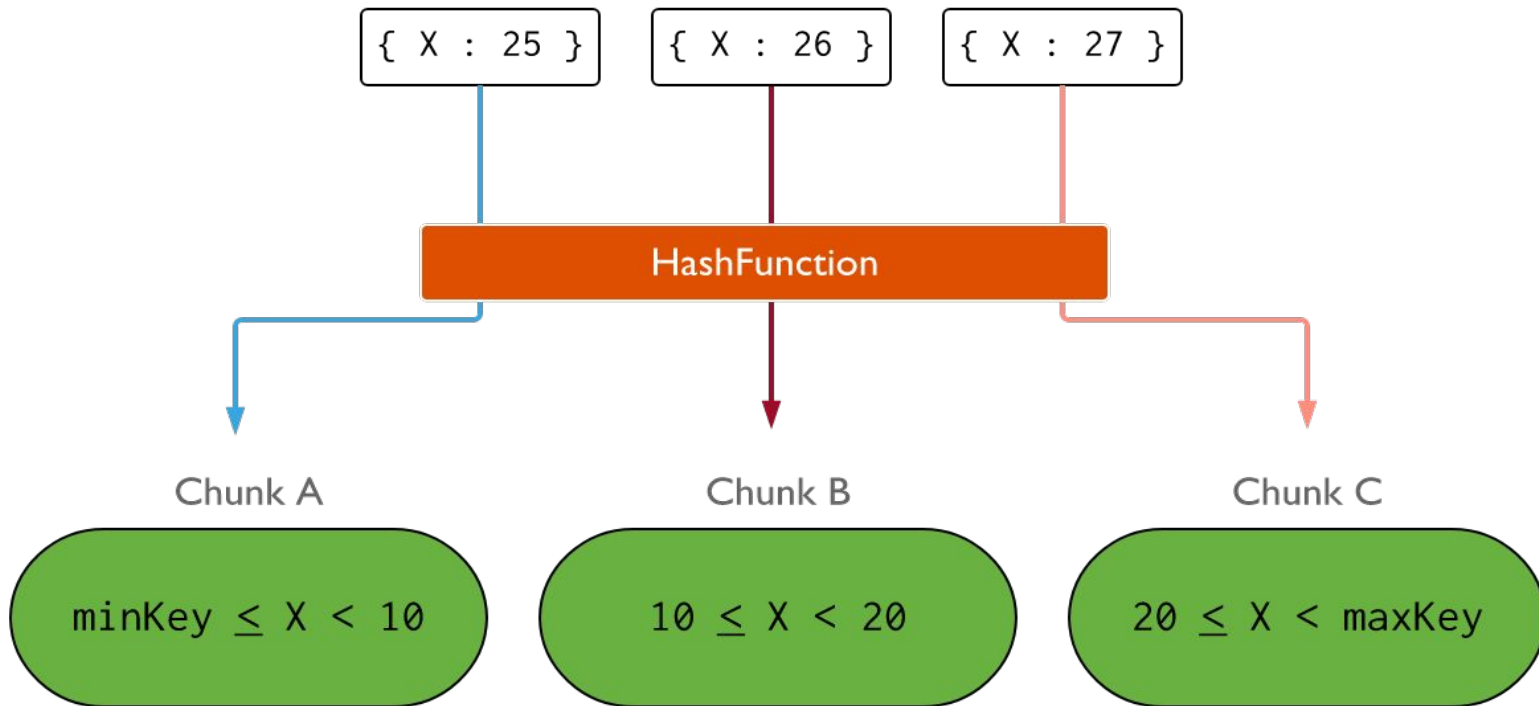 { X : 25 } { X : 26 } { X : 27 }
HashFunction
Chunk A Chunk B Chunk C
minKey ≤ X < 10 10 ≤ X < 20 20 ≤ X < maxKey